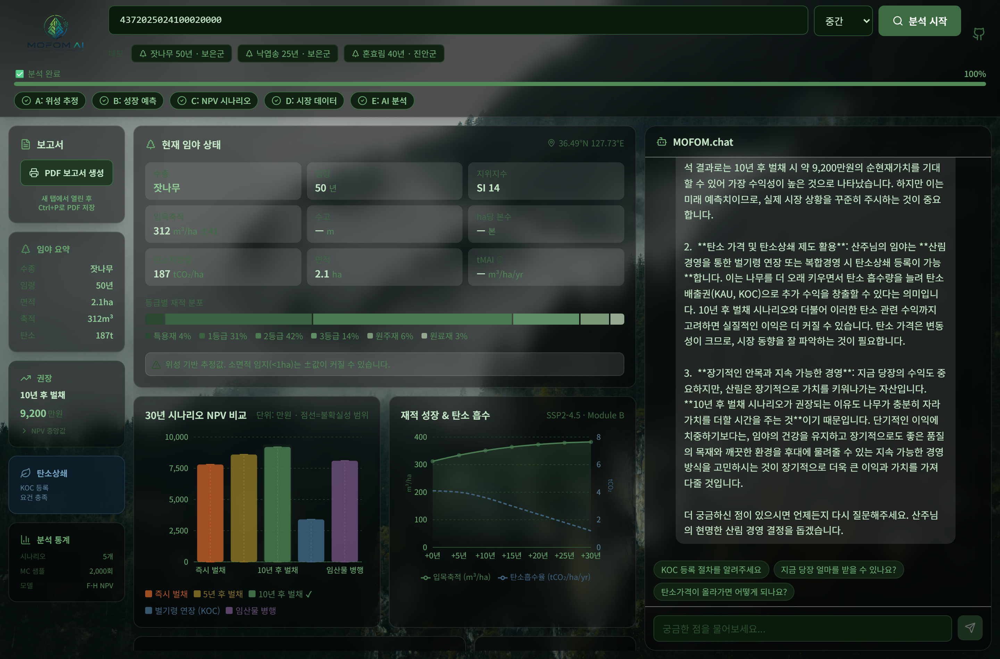 MOFOM AI
4372025024100020000
중간
분석 시작
데모:
잣나무 50년 · 보은군
낙엽송 25년 · 보은군
혼효림 40년 · 진안군
분석 완료
100%
A: 위성 추정
B: 성장 예측
C: NPV 시나리오
D: 시장 데이터
E: AI 분석
보고서
PDF 보고서 생성
새 탭에서 열린 후
Ctrl+P로 PDF 저장
임야 요약
수종 잣나무
임령 50년
면적 2.1ha
축적 312m³
탄소 187t
권장
10년 후 벌채
9,200 만원
NPV 중앙값
탄소상쇄
KOC 등록
요건 충족
분석 통계
시나리오 5개
MC 샘플 2,000회
모델 F-H NPV
현재 임야 상태
36.49°N 127.73°E
수종
잣나무
임령
50 년
지위지수
SI 14
입목축적
312 m³/ha ±41
수고
— m
ha당 본수
— 본
187 tCO₂/ha
면적
2.1 ha
tMAI
— m³/ha/yr
등급별 재적 분포
특용재 4% 1등급 31% 2등급 42% 3등급 14% 원주재 6% 원료재 3%
위성 기반 추정값. 소면적 임지(<1ha)는 ±값이 커질 수 있습니다.
30년 시나리오 NPV 비교
단위: 만원 · 점선=불확실성 범위
10,000
7,500
5,000
2,500
0
즉시 벌채 10년 후 벌채 임산물 병행
즉시 벌채 5년 후 벌채 10년 후 벌채 ✓
벌기령 연장 (KOC) 임산물 병행
재적 성장 & 탄소 흡수
SSP2-4.5 · Module B
400 8
300 6
m³/ha
tCO₂
200 4
100 2
0 0
+0년 +5년 +10년 +15년 +20년 +25년 +30년
입목축적 (m³/ha) 탄소흡수율 (tCO₂/ha/yr)
MOFOM.chat
석 결과로는 10년 후 벌채 시 약 9,200만원의 순현재가치를 기대
할 수 있어 가장 수익성이 높은 것으로 나타났습니다. 하지만 이는
미래 예측치이므로, 실제 시장 상황을 꾸준히 주시하는 것이 중요
합니다.
2. **탄소 가격 및 탄소상쇄 제도 활용**: 산주님의 임야는 **산림
경영을 통한 벌기령 연장 또는 복합경영 시 탄소상쇄 등록이 가능
**합니다. 이는 나무를 더 오래 키우면서 탄소 흡수량을 늘려 탄소
배출권(KAU, KOC)으로 추가 수익을 창출할 수 있다는 의미입니
다. 10년 후 벌채 시나리오와 더불어 이러한 탄소 관련 수익까지
고려하면 실질적인 이익은 더 커질 수 있습니다. 탄소 가격은 변동
성이 크므로, 시장 동향을 잘 파악하는 것이 필요합니다.
3. **장기적인 안목과 지속 가능한 경영**: 지금 당장의 수익도 중
요하지만, 산림은 장기적으로 가치를 키워나가는 자산입니다.
**10년 후 벌채 시나리오가 권장되는 이유도 나무가 충분히 자라
가치를 더할 시간을 주는 것**이기 때문입니다. 단기적인 이익에
치중하기보다는, 임야의 건강을 유지하고 장기적으로도 좋은 품질
의 목재와 깨끗한 환경을 후대에 물려줄 수 있는 지속 가능한 경영
방식을 고민하시는 것이 장기적으로 더욱 큰 이익과 가치를 가져
다줄 것입니다.
더 궁금하신 점이 있으시면 언제든지 다시 질문해주세요. 산주님
의 현명한 산림 경영 결정을 돕겠습니다.
KOC 등록 절차를 알려주세요
지금 당장 얼마를 받을 수 있나요?
탄소가격이 올라가면 어떻게 되나요?
궁금한 점을 물어보세요...